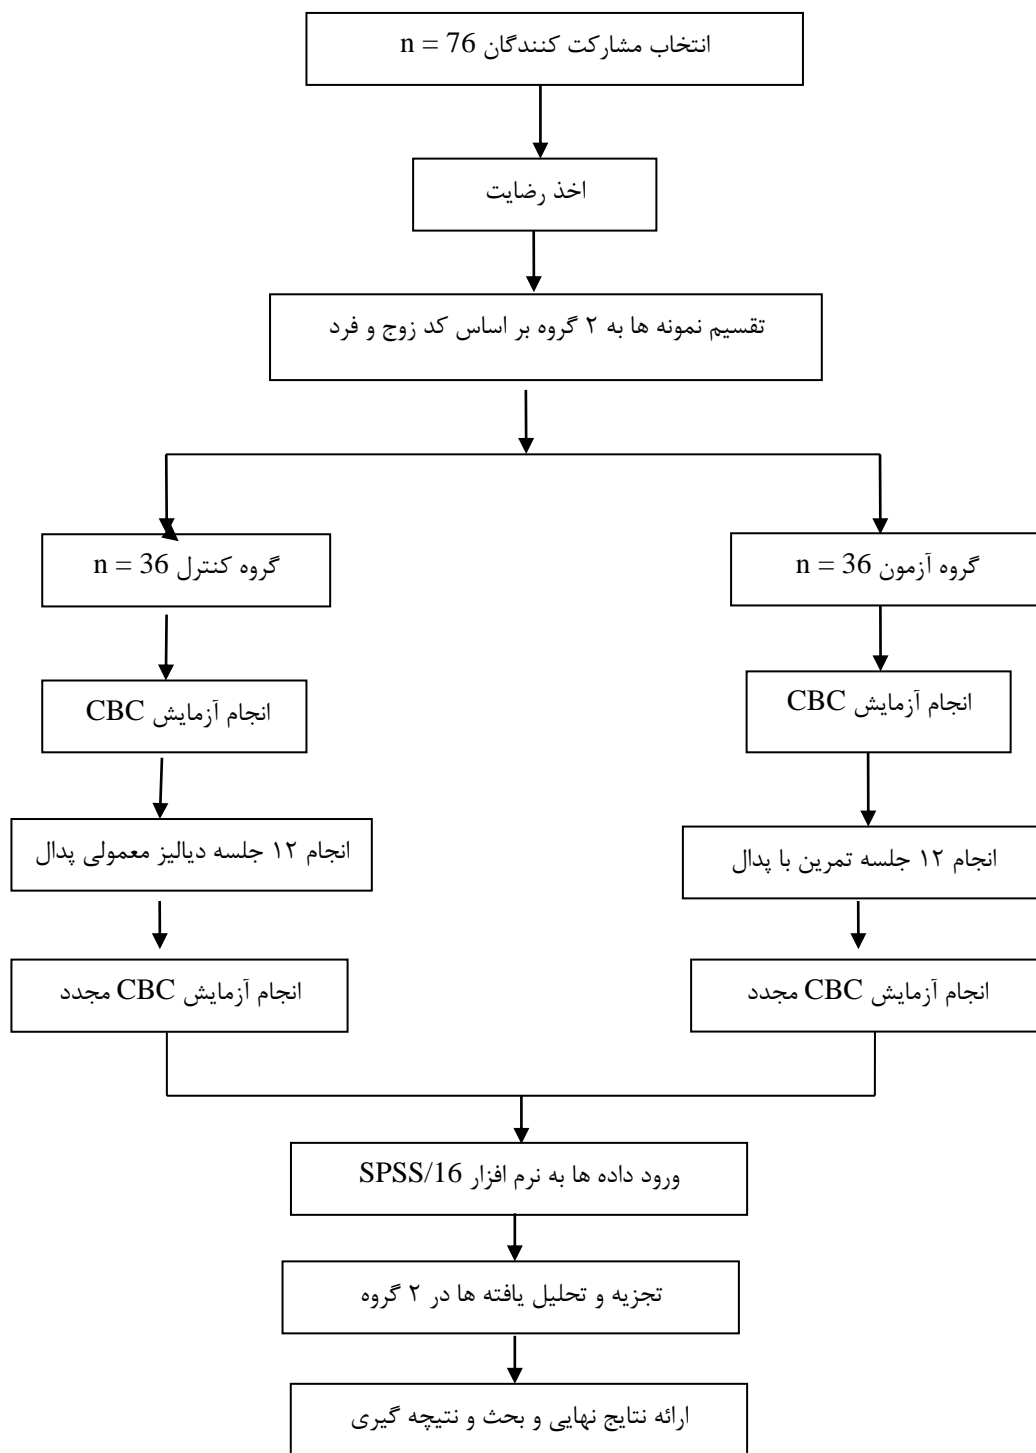 انتخاب مشارکت کنندگان n = 76
اخذ رضایت
تقسیم نمونه ها به ۲ گروه بر اساس کد زوج و فرد
گروه آزمون n = 36
گروه کنترل n = 36
انجام آزمایش CBC
انجام آزمایش CBC
انجام ۱۲ جلسه تمرین با پدال
انجام ۱۲ جلسه دیالیز معمولی پدال
انجام آزمایش CBC مجدد
انجام آزمایش CBC مجدد
ورود داده ها به نرم افزار SPSS/16
تجزیه و تحلیل یافته ها در ۲ گروه
ارائه نتایج نهایی و بحث و نتیچه گیری